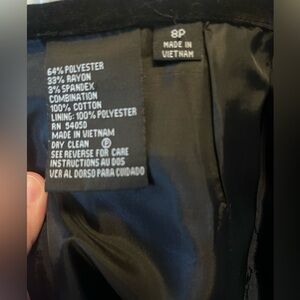 64% POLYESTER
33% RAYON
3% SPANDEX
COMBINATION
100% COTTON
LINING: 100% POLYESTER
RN 54050
MADE IN VIETNAM
DRY CLEAN Ⓟ
SEE REVERSE FOR CARE
INSTRUCTIONS AU DOS
VER AL DORSO PARA CUIDADO
8P
MADE IN
VIETNAM